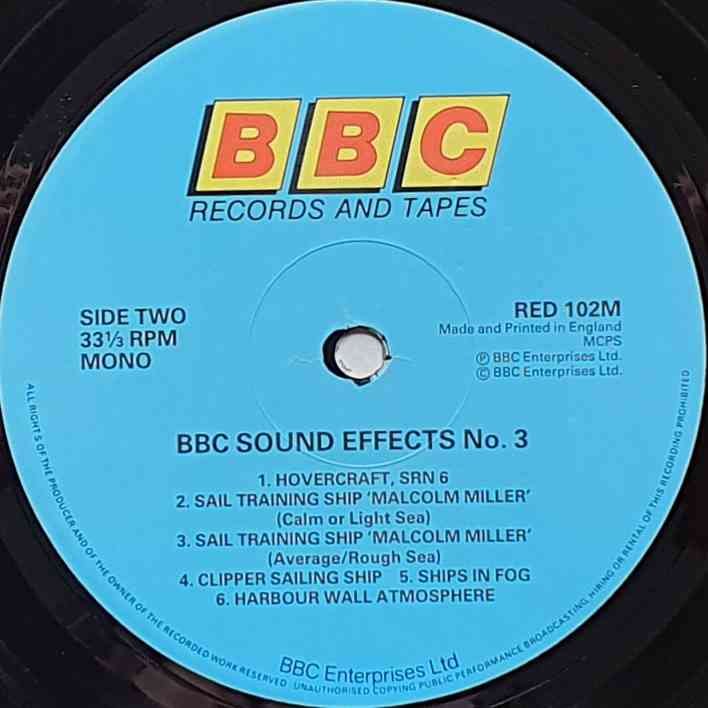 BBC
RECORDS AND TAPES
SIDE TWO
33⅓ RPM
MONO
RED 102M
Made and Printed in England
MCPS
Ⓟ BBC Enterprises Ltd.
© BBC Enterprises Ltd.
BBC SOUND EFFECTS No. 3
1. HOVERCRAFT, SRN 6
2. SAIL TRAINING SHIP ‘MALCOLM MILLER’
(Calm or Light Sea)
3. SAIL TRAINING SHIP ‘MALCOLM MILLER’
(Average/Rough Sea)
4. CLIPPER SAILING SHIP 5. SHIPS IN FOG
6. HARBOUR WALL ATMOSPHERE
BBC Enterprises Ltd
ALL RIGHTS OF THE PRODUCER AND OF THE OWNER OF THE RECORDED WORK RESERVED UNAUTHORISED COPYING PUBLIC PERFORMANCE BROADCASTING, HIRING OR RENTAL OF THIS RECORDING PROHIBITED